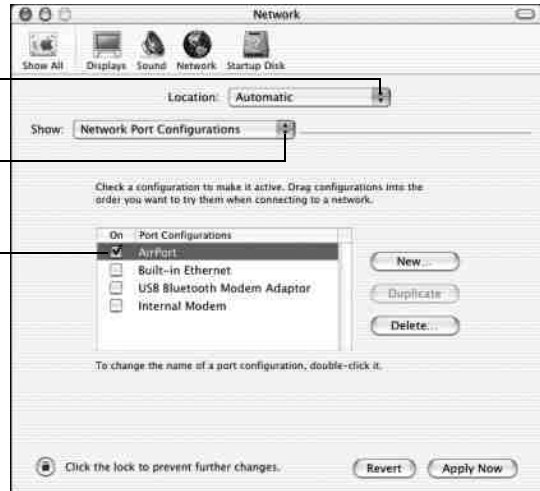 Network
Show All Displays Sound Network Startup Disk
Location: Automatic
Show: Network Port Configurations
Check a configuration to make it active. Drag configurations into the
order you want to try them when connecting to a network.
On Port Configurations
AirPort
Built-in Ethernet
USB Bluetooth Modem Adaptor
Internal Modem
New...
Duplicate
Delete...
To change the name of a port configuration, double-click it.
Click the lock to prevent further changes.
Revert Apply Now